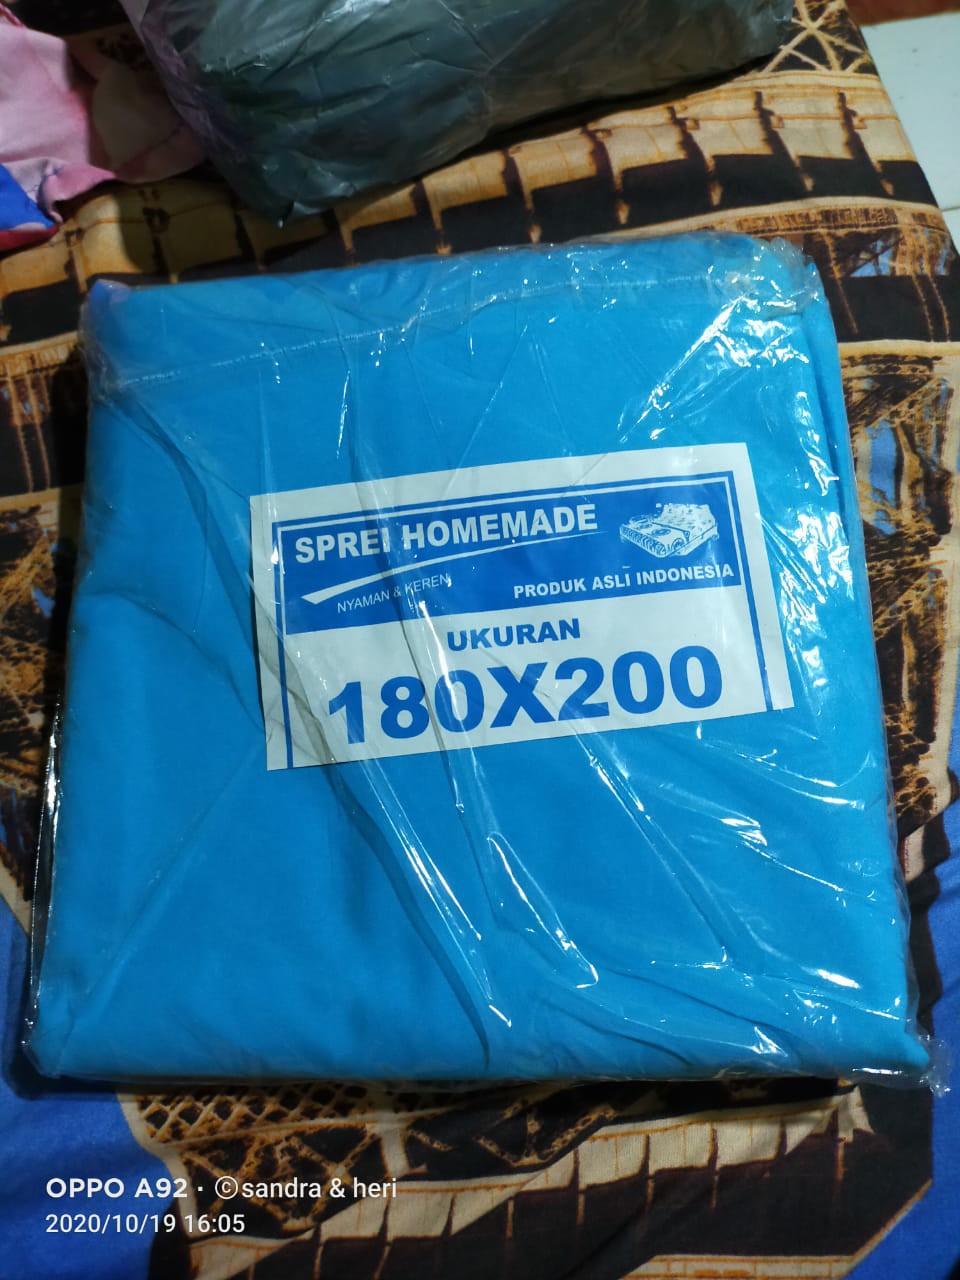 SPREI HOMEMADE
NYAMAN & KEREN
PRODUK ASLI INDONESIA
UKURAN
180X200
OPPO A92 · ©sandra & heri
2020/10/19 16:05